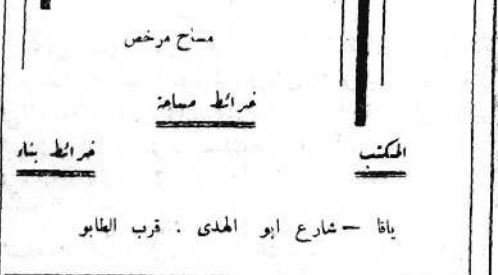 مساح مرخص
خرائط مساحة
المكتب
خرائط بناء
يافا — شارع ابو الهدى . قرب الطابو